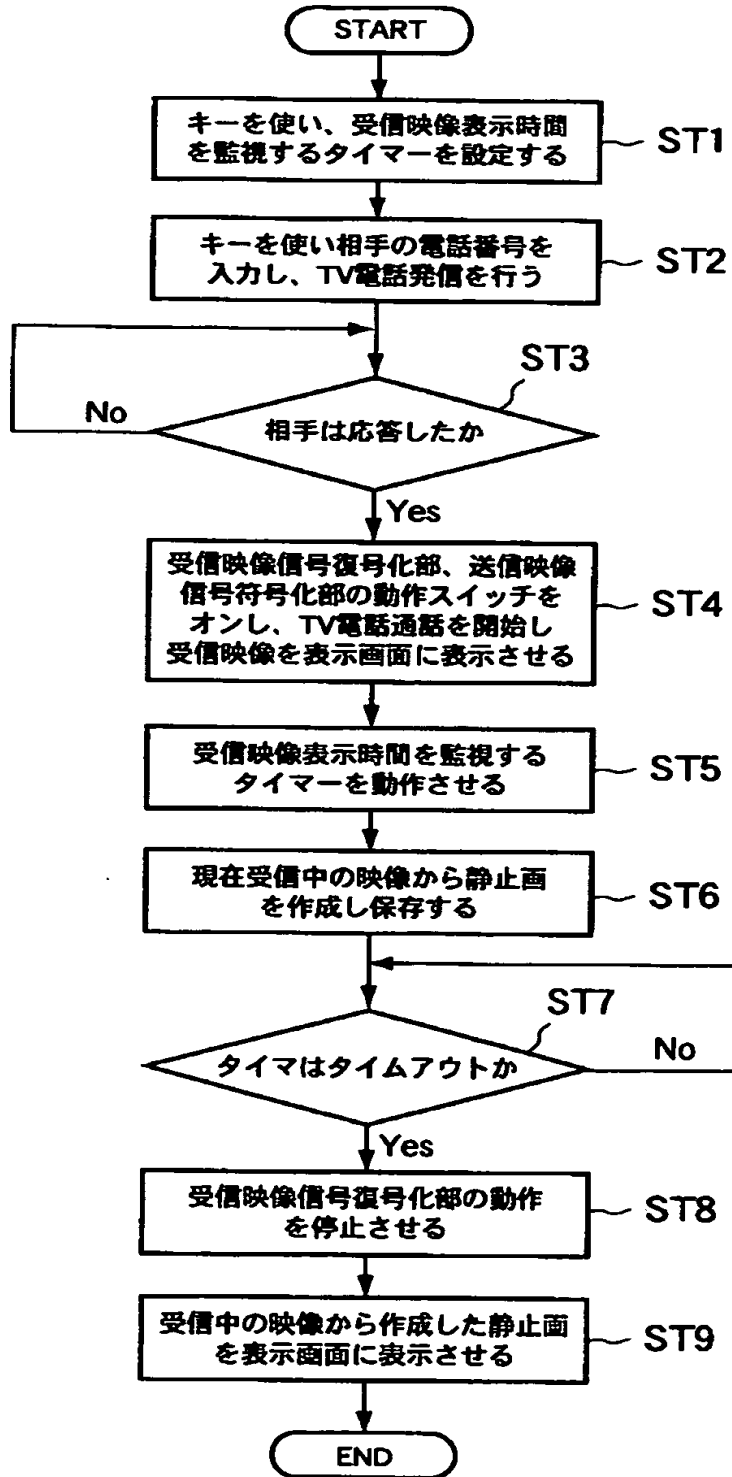 START
キーを使い、受信映像表示時間
を監視するタイマーを設定する
ST1
キーを使い相手の電話番号を
入力し、TV電話発信を行う
ST2
ST3
相手は応答したか
No
Yes
受信映像信号復号化部、送信映像
信号符号化部の動作スイッチを
オンし、TV電話通話を開始し
受信映像を表示画面に表示させる
ST4
受信映像表示時間を監視する
タイマーを動作させる
ST5
現在受信中の映像から静止画
を作成し保存する
ST6
ST7
タイマはタイムアウトか
No
Yes
受信映像信号復号化部の動作
を停止させる
ST8
受信中の映像から作成した静止画
を表示画面に表示させる
ST9
END